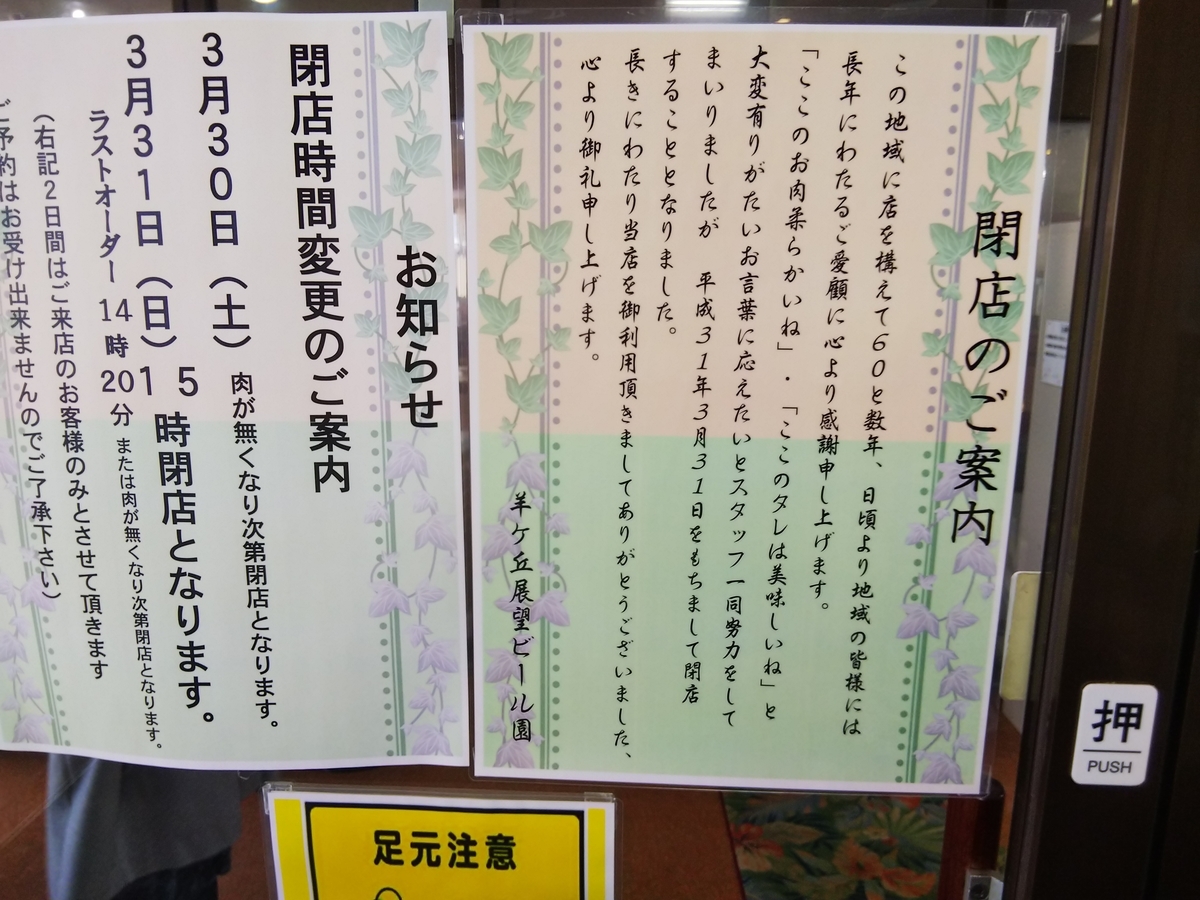 閉店のご案内
この地域に店を構えて60と数年、日頃より地域の皆様には
長年にわたるご愛顧に心より感謝申し上げます。
「ここのお肉柔らかいね」・「ここのタレは美味しいね」と
大変有りがたいお言葉に応えたいとスタッフ一同努力をして
まいりましたが 平成31年3月31日をもちまして閉店
することとなりました。
長きにわたり当店を御利用頂きましてありがとうございました、
心より御礼申し上げます。
羊ケ丘展望ビール園
お知らせ
閉店時間変更のご案内
3月30日(土) 肉が無くなり次第閉店となります。
3月31日(日)15時閉店となります。
ラストオーダー 14時20分 または肉が無くなり次第閉店となります。
(右記2日間はご来店のお客様のみとさせて頂きます
ご予約はお受け出来ませんのでご了承下さい)
足元注意
押
PUSH